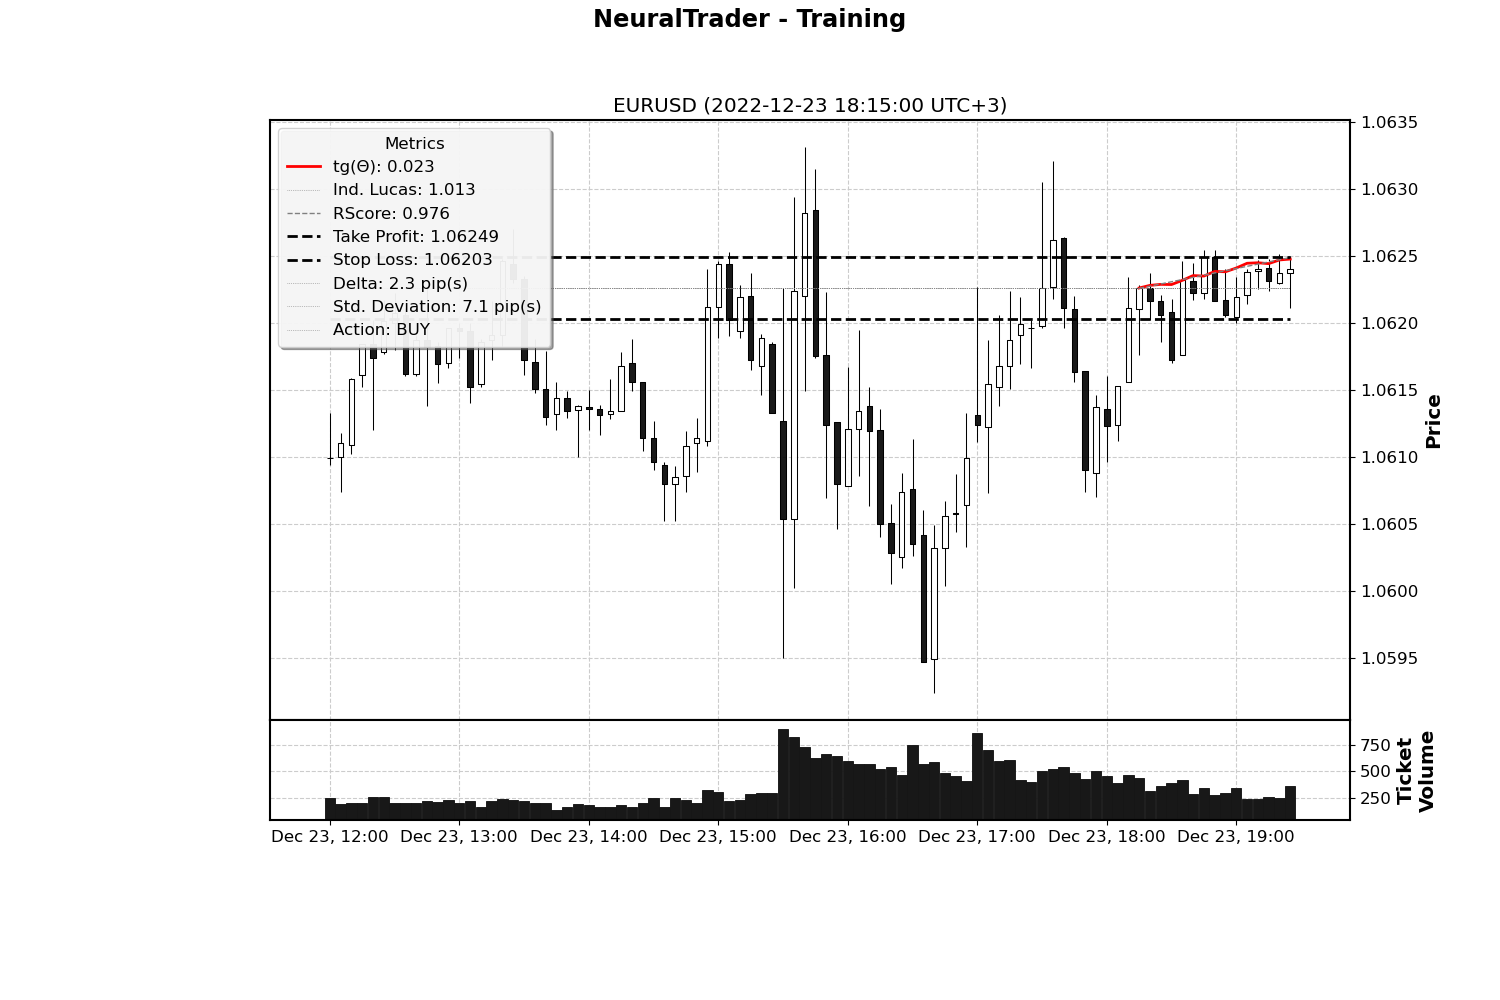 NeuralTrader - Training
EURUSD (2022-12-23 18:15:00 UTC+3)
Metrics
tg(Θ): 0.023
Ind. Lucas: 1.013
RScore: 0.976
Take Profit: 1.06249
Stop Loss: 1.06203
Delta: 2.3 pip(s)
Std. Deviation: 7.1 pip(s)
Action: BUY
1.0635
1.0630
1.0625
1.0620
1.0615
1.0610
1.0605
1.0600
1.0595
Price
750
500
250
Ticket
Volume
Dec 23, 12:00
Dec 23, 13:00
Dec 23, 14:00
Dec 23, 15:00
Dec 23, 16:00
Dec 23, 17:00
Dec 23, 18:00
Dec 23, 19:00